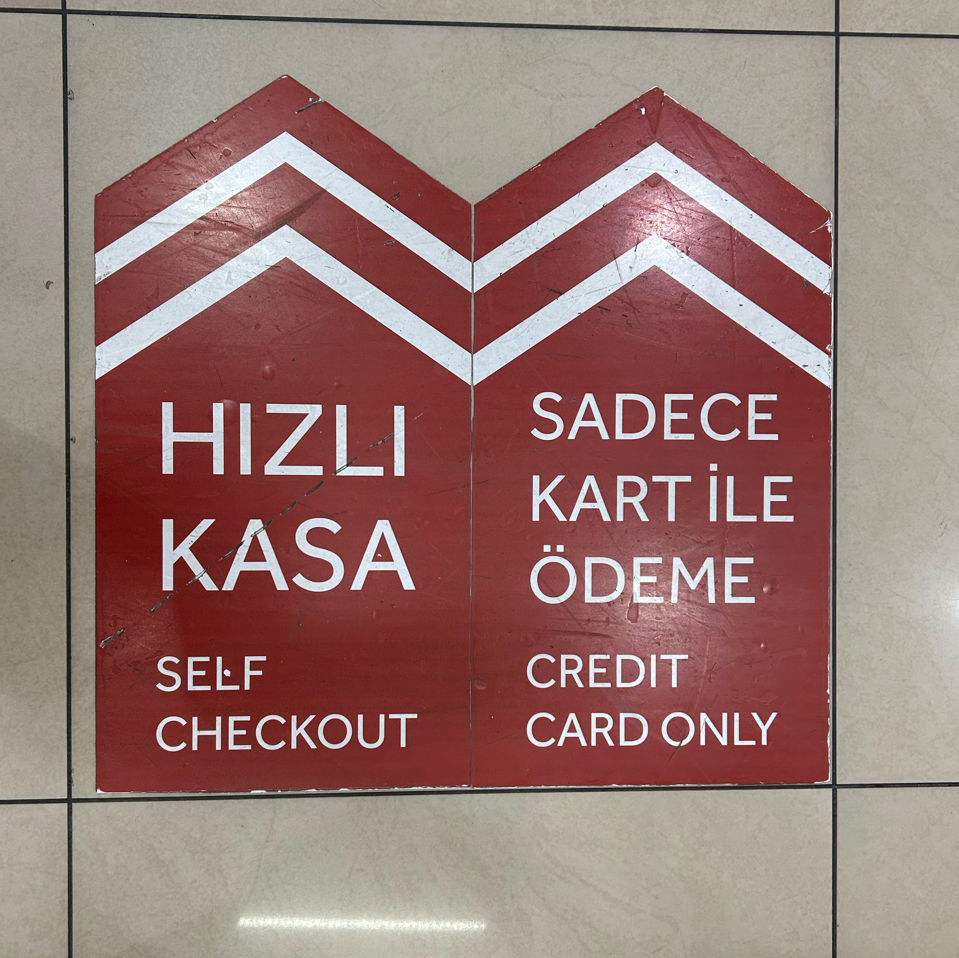 HIZLI
KASA
SELF
CHECKOUT
SADECE
KART İLE
ÖDEME
CREDIT
CARD ONLY